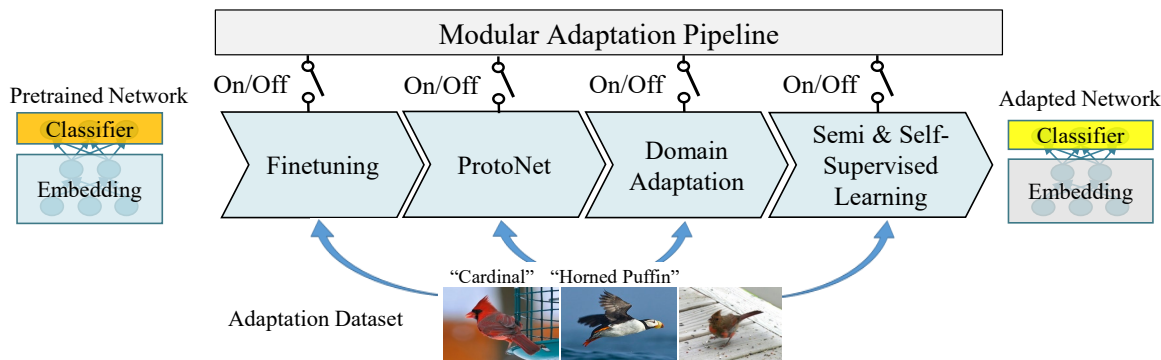 Modular Adaptation Pipeline
On/Off
On/Off
On/Off
On/Off
Pretrained Network
Classifier
Embedding
Finetuning
ProtoNet
Domain
Adaptation
Semi & Self-
Supervised
Learning
Adapted Network
Classifier
Embedding
“Cardinal”
“Horned Puffin”
Adaptation Dataset